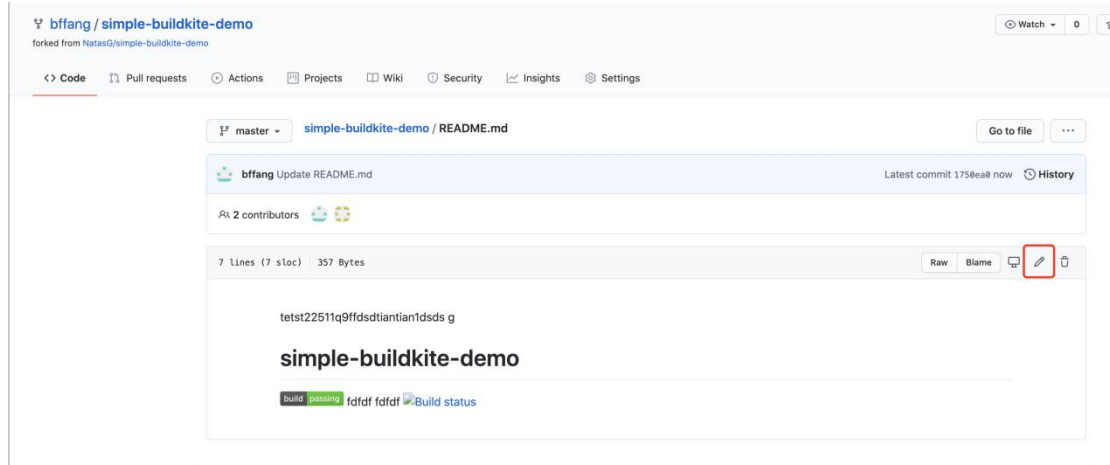 bffang / simple-buildkite-demo
Watch 0
forked from NatasG/simple-buildkite-demo
<> Code Pull requests Actions Projects Wiki Security Insights Settings
master simple-buildkite-demo / README.md Go to file ...
bffang Update README.md Latest commit 1750ea0 now History
2 contributors
7 lines (7 sloc) 357 Bytes Raw Blame
tetst22511q9ffdsdtiantian1dsds g
simple-buildkite-demo
build passing fdfdf fdfdf Build status